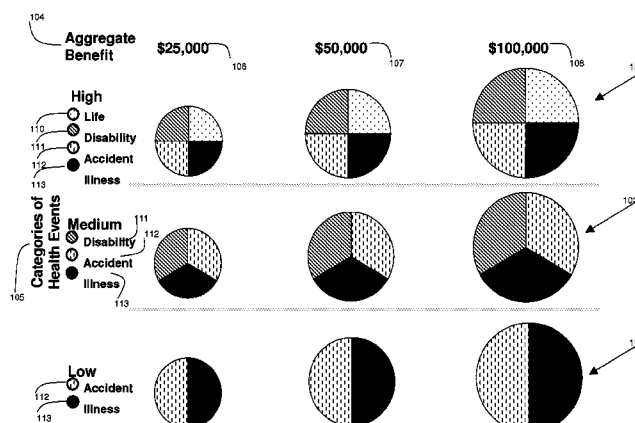 104
Aggregate
Benefit
$25,000
$50,000
$100,000
106
107
108
High
Life
110
Disability
111
Accident
112
Illness
113
Categories of
Health Events
105
Medium
111
Disability
112
Accident
Illness
113
102
Low
Accident
112
Illness
113